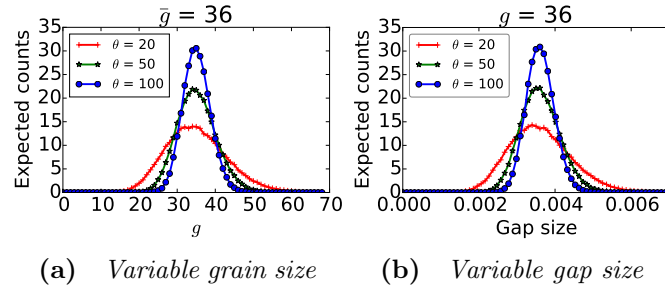 ḡ = 36
Expected counts
35
30
25
20
15
10
5
0
θ = 20
θ = 50
θ = 100
0 10 20 30 40 50 60 70
g
(a) Variable grain size
g = 36
Expected counts
35
30
25
20
15
10
5
0
θ = 20
θ = 50
θ = 100
0.000 0.002 0.004 0.006
Gap size
(b) Variable gap size